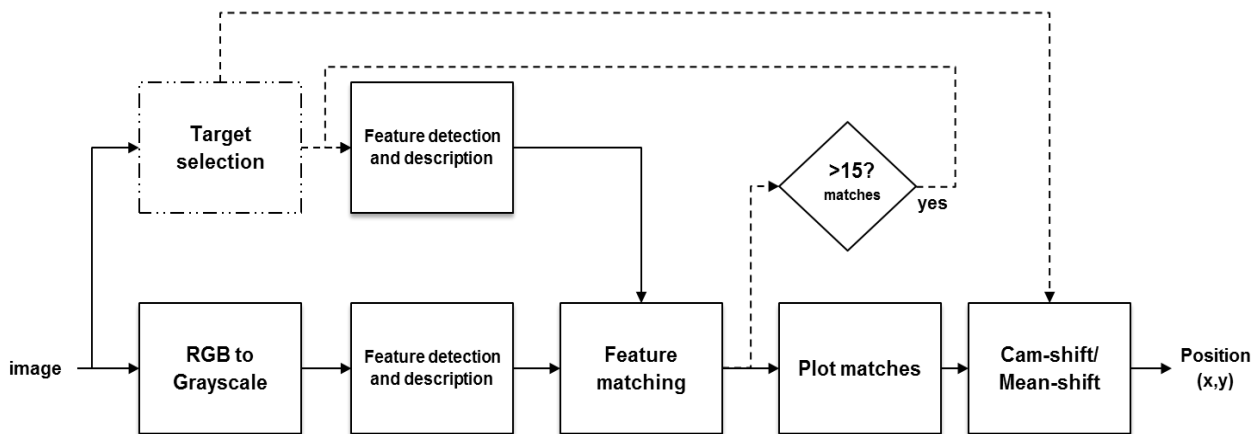 Target
selection
Feature detection
and description
>15?
matches
yes
image
RGB to
Grayscale
Feature detection
and description
Feature
matching
Plot matches
Cam-shift/
Mean-shift
Position
(x,y)